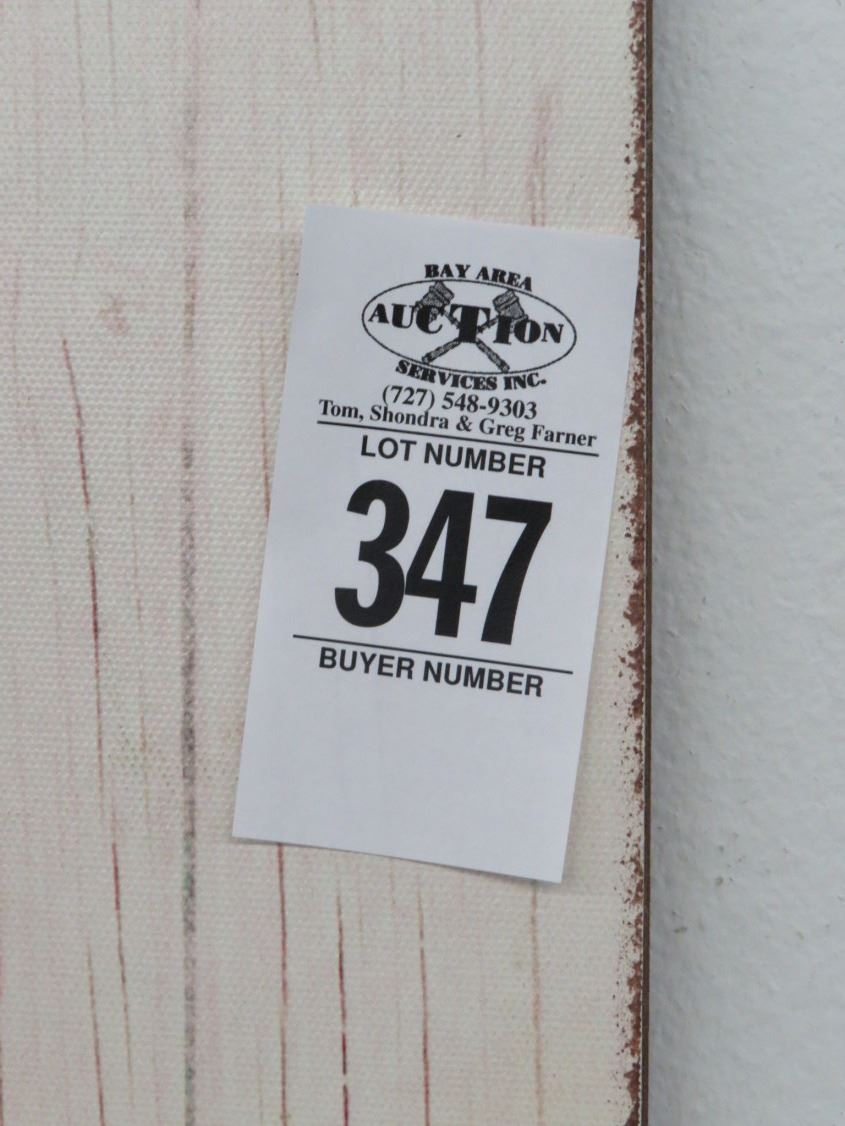 BAY AREA
AUCTION
SERVICES INC.
(727) 548-9303
Tom, Shondra & Greg Farner
LOT NUMBER
347
BUYER NUMBER